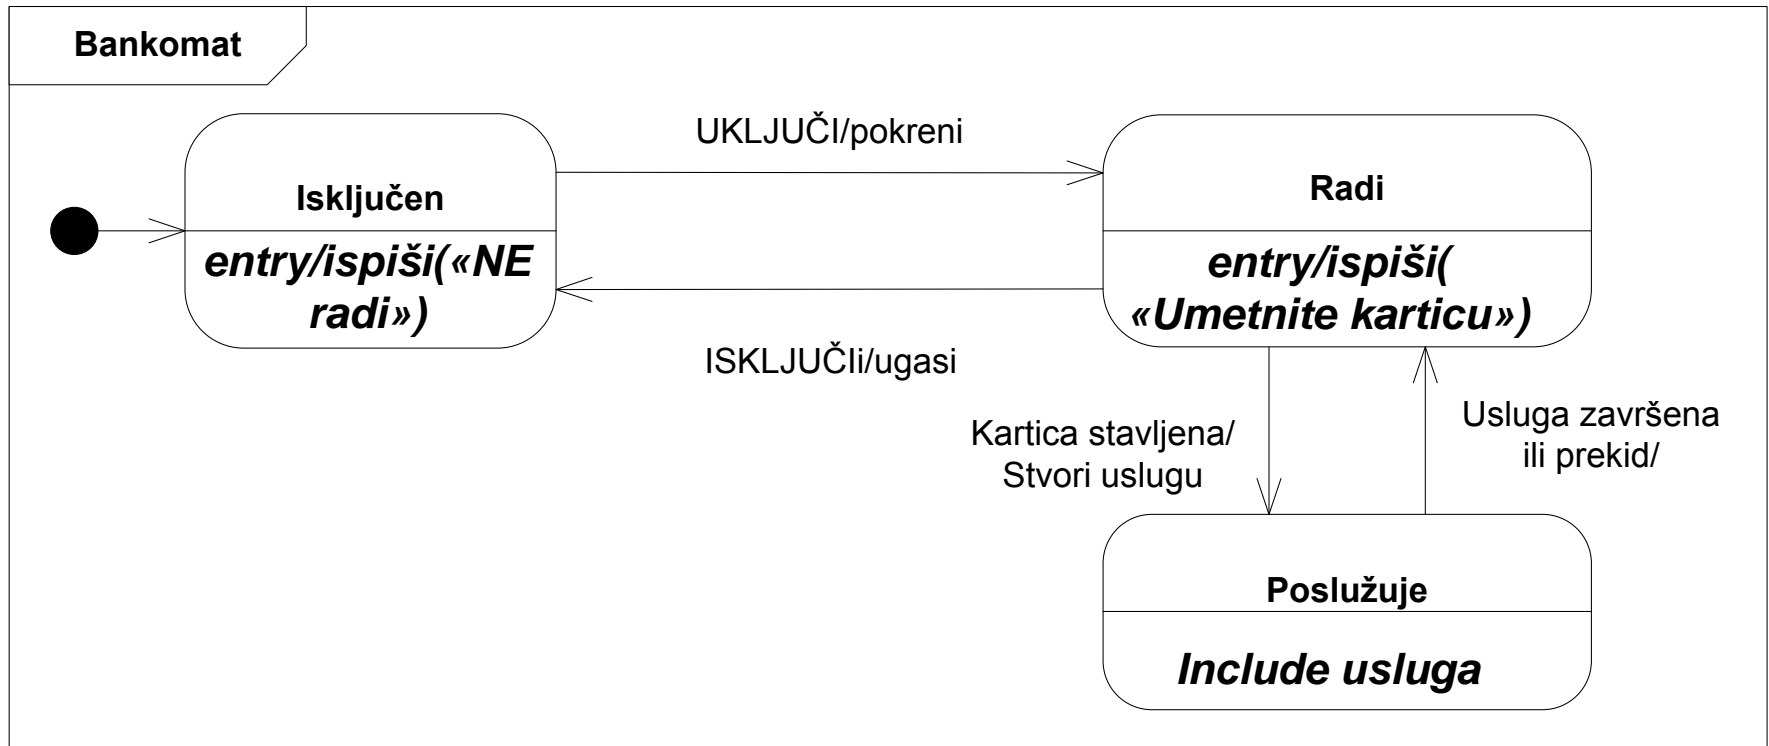 Bankomat
UKLJUČI/pokreni
Isključen
entry/ispiši(«NE
radi»)
Radi
entry/ispiši(
«Umetnite karticu»)
ISKLJUČIi/ugasi
Kartica stavljena/
Stvori uslugu
Usluga završena
ili prekid/
Poslužuje
Include usluga